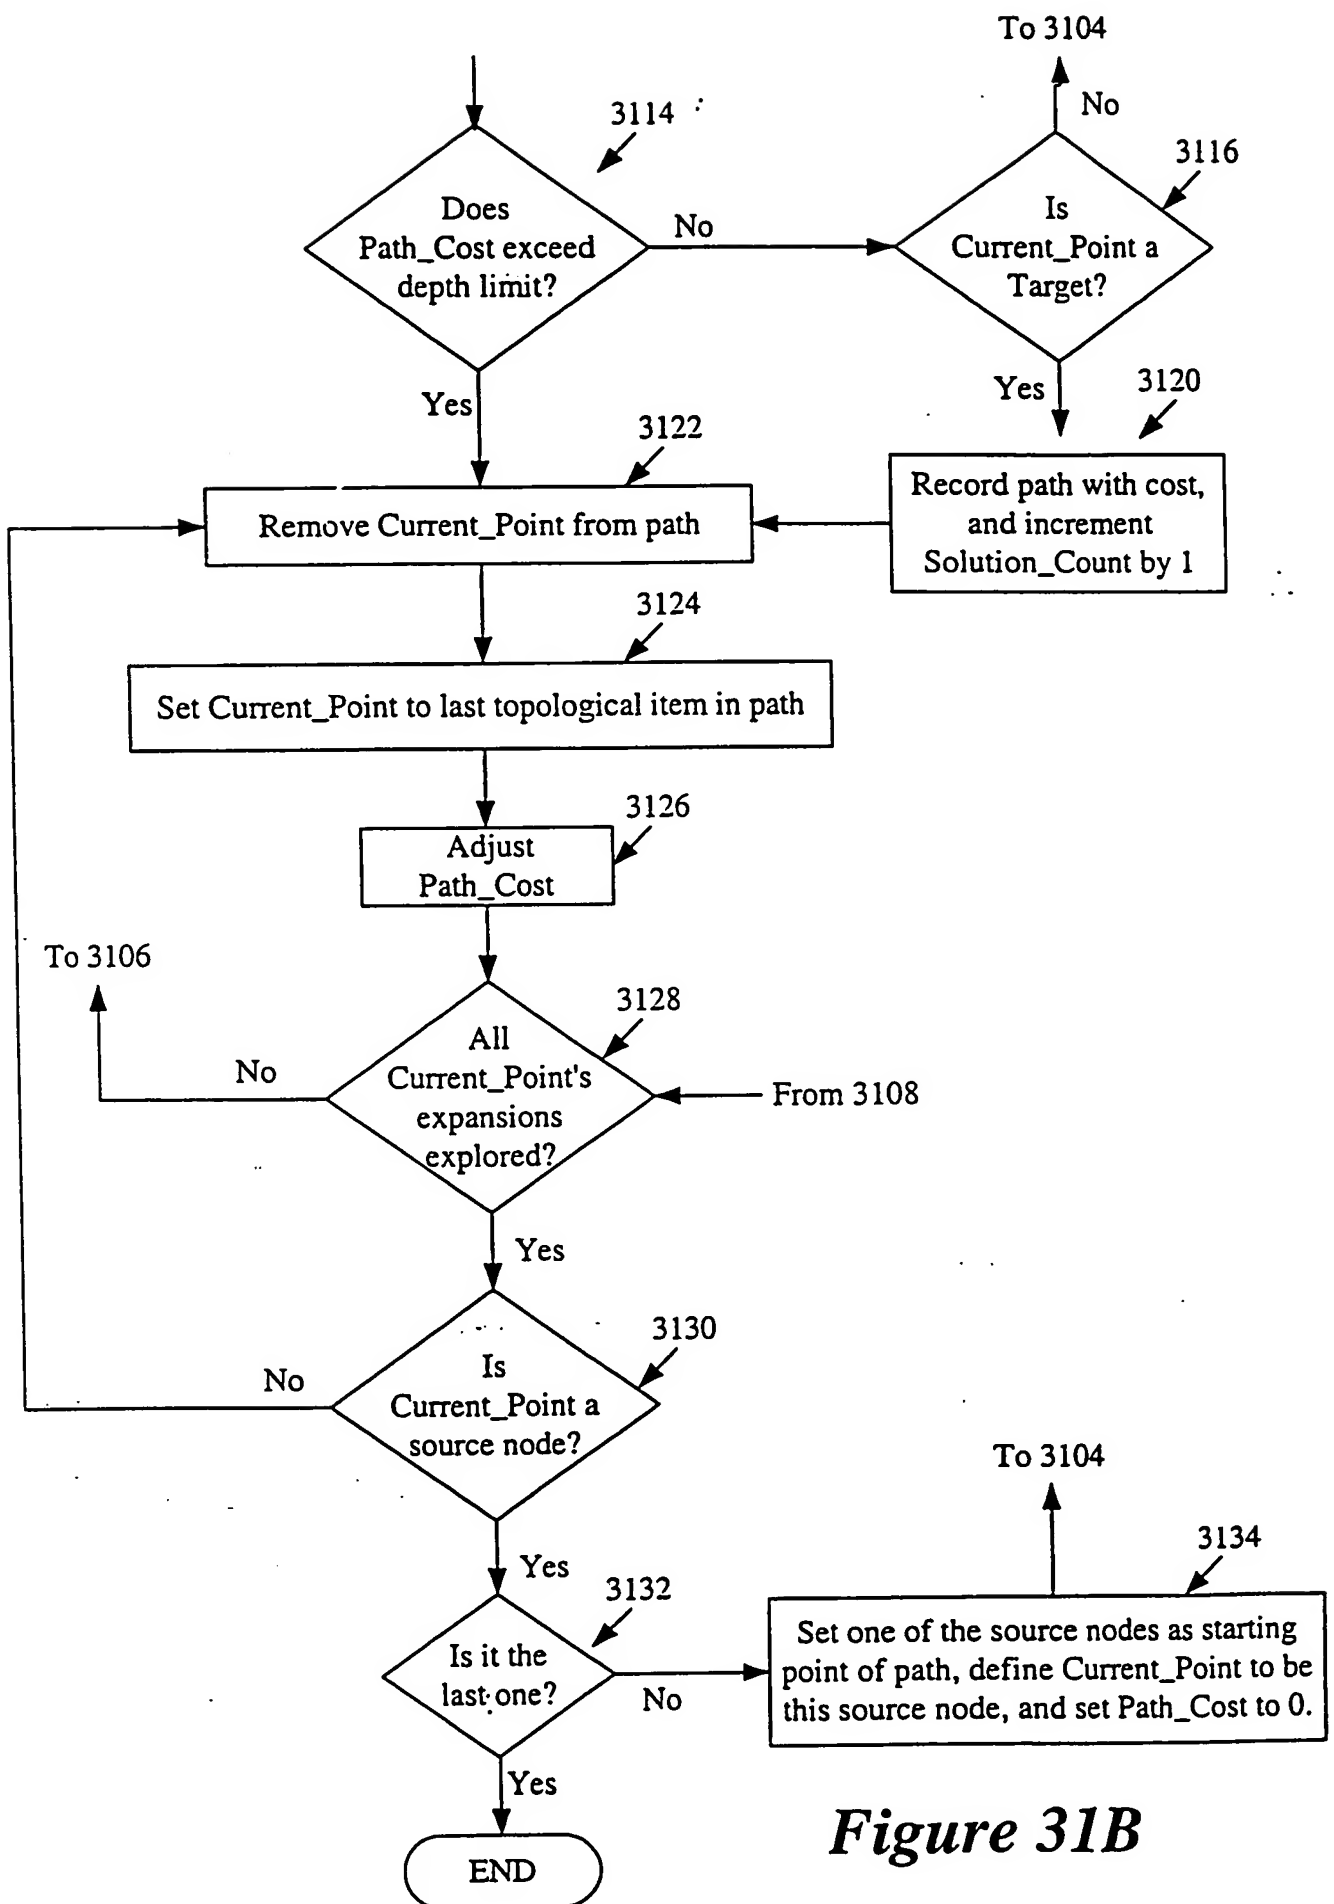 To 3104
No
3114
3116
Does
Path_Cost exceed
depth limit?
No
Is
Current_Point a
Target?
Yes
Yes
3120
3122
Remove Current_Point from path
Record path with cost,
and increment
Solution_Count by 1
3124
Set Current_Point to last topological item in path
3126
Adjust
Path_Cost
To 3106
3128
All
Current_Point's
expansions
explored?
No
From 3108
Yes
3130
Is
Current_Point a
source node?
No
To 3104
Yes
3132
3134
Is it the
last one?
No
Set one of the source nodes as starting
point of path, define Current_Point to be
this source node, and set Path_Cost to 0.
Yes
END
Figure 31B